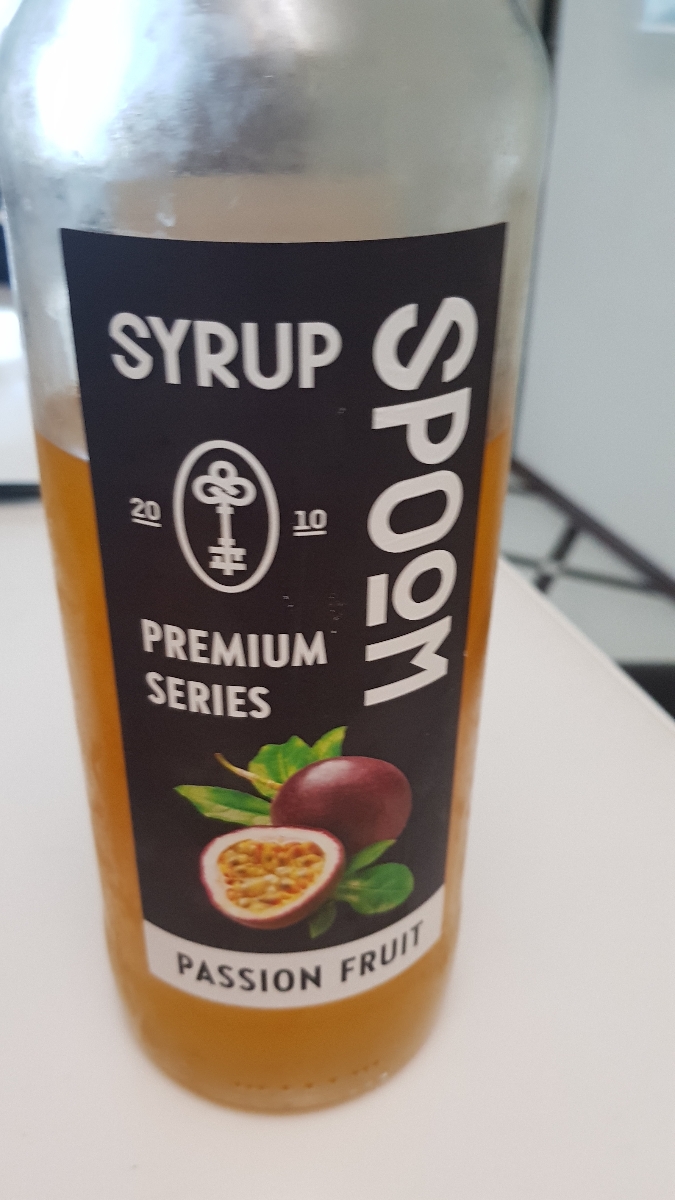 SYRUP
SPOOM
20 10
PREMIUM
SERIES
PASSION FRUIT